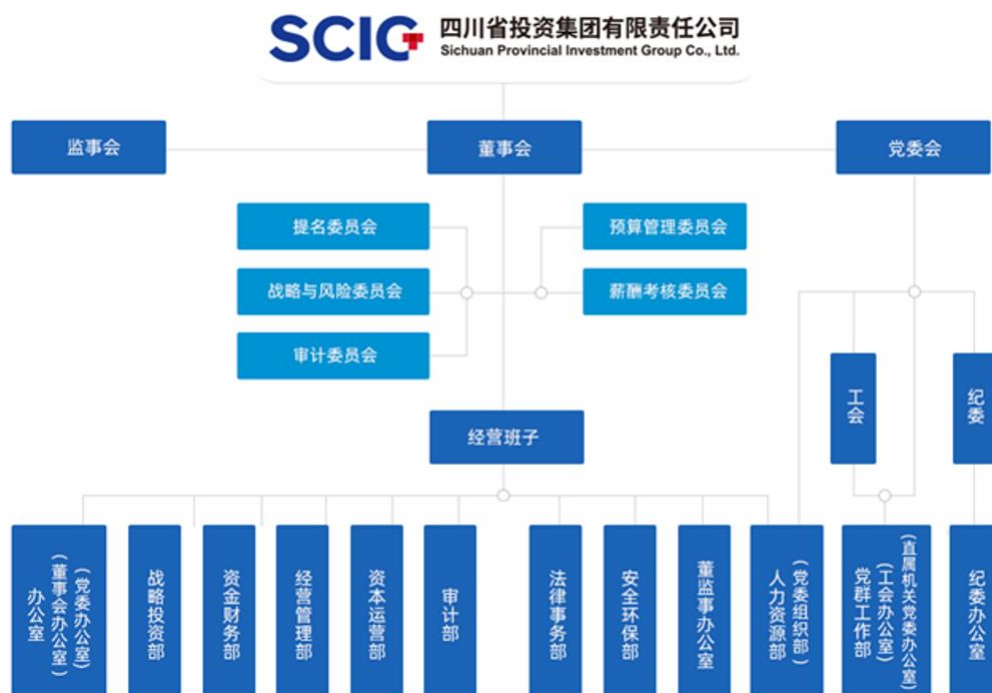 SCIG
四川省投资集团有限责任公司
Sichuan Provincial Investment Group Co., Ltd.
监事会
董事会
党委会
提名委员会
预算管理委员会
战略与风险委员会
薪酬考核委员会
审计委员会
工会
纪委
经营班子
办公室
(董事会办公室)
(党委办公室)
战略投资部
资金财务部
经营管理部
资本运营部
审计部
法律事务部
安全环保部
董监事办公室
人力资源部
(党委组织部)
党群工作部
(工会办公室)
(直属机关党委办公室)
纪委办公室